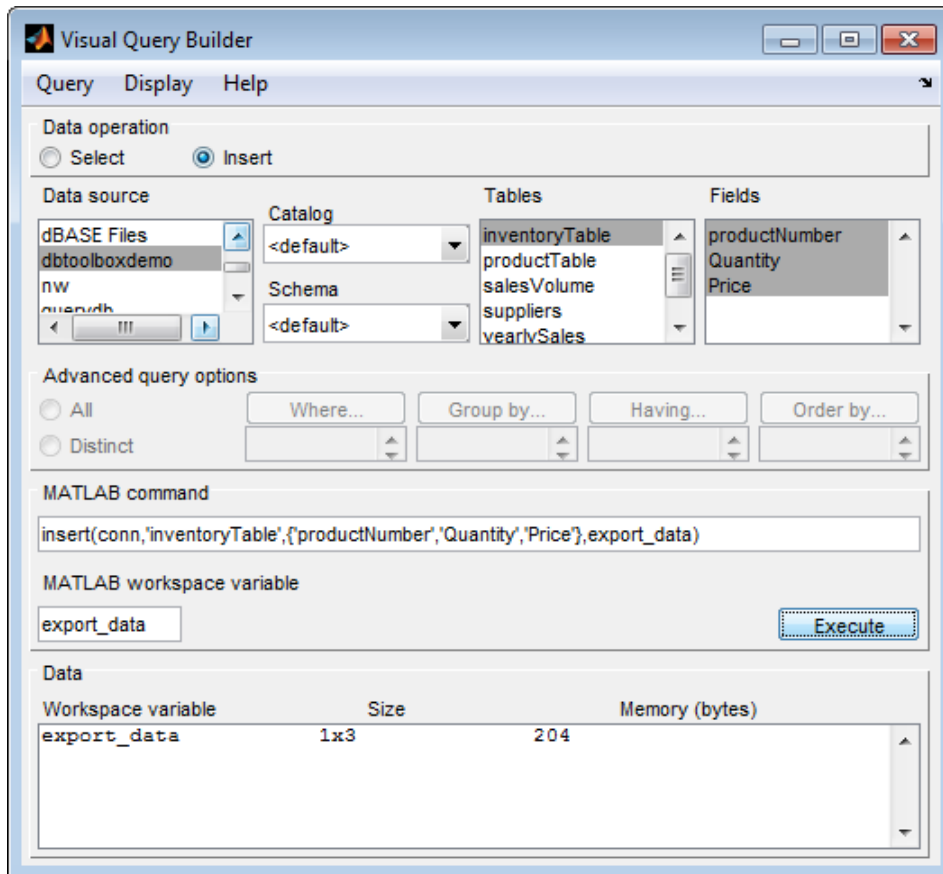 Visual Query Builder
Query Display Help
Data operation
Select Insert
Data source Catalog Tables Fields
dBASE Files <default> inventoryTable productNumber
dbtoolboxdemo productTable Quantity
nw Schema salesVolume Price
querydb <default> suppliers
yearlySales
Advanced query options
All Where... Group by... Having... Order by...
Distinct
MATLAB command
insert(conn,'inventoryTable',{'productNumber','Quantity','Price'},export_data)
MATLAB workspace variable
export_data Execute
Data
Workspace variable Size Memory (bytes)
export_data 1x3 204